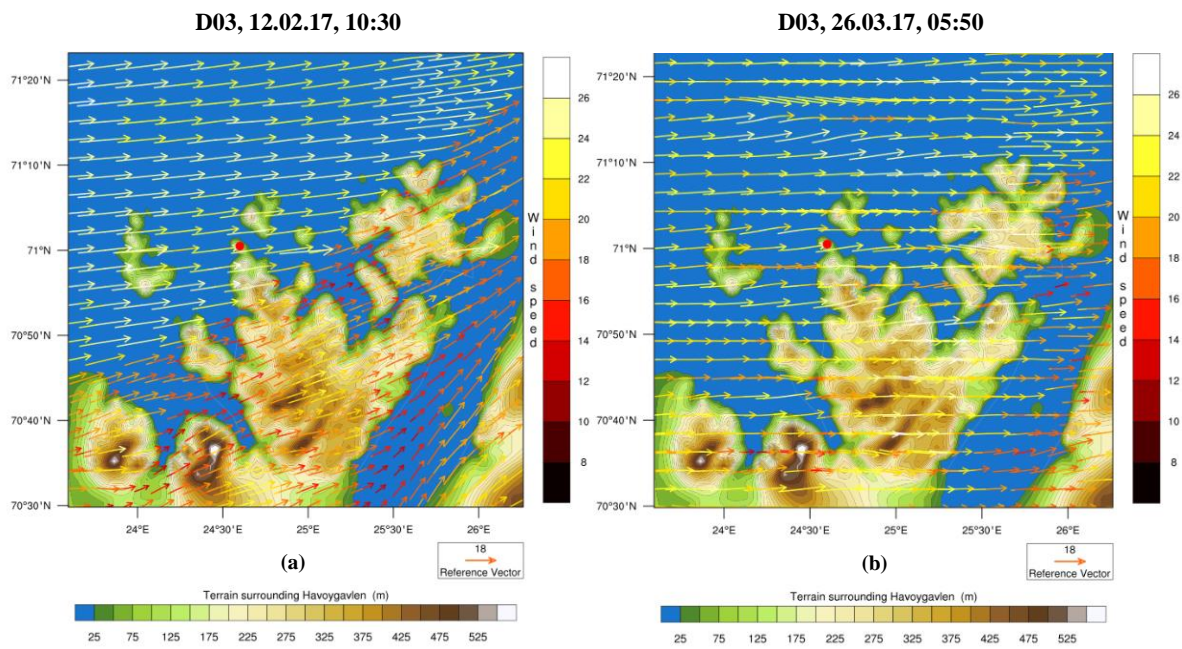 D03, 12.02.17, 10:30
71°20'N
71°10'N
71°N
70°50'N
70°40'N
70°30'N
24°E
24°30'E
25°E
25°30'E
26°E
26
24
22
20
18
16
14
12
10
8
Wind speed
(a)
18
Reference Vector
Terrain surrounding Havoygavlen (m)
25 75 125 175 225 275 325 375 425 475 525
D03, 26.03.17, 05:50
71°20'N
71°10'N
71°N
70°50'N
70°40'N
70°30'N
24°E
24°30'E
25°E
25°30'E
26°E
26
24
22
20
18
16
14
12
10
8
Wind speed
(b)
18
Reference Vector
Terrain surrounding Havoygavlen (m)
25 75 125 175 225 275 325 375 425 475 525